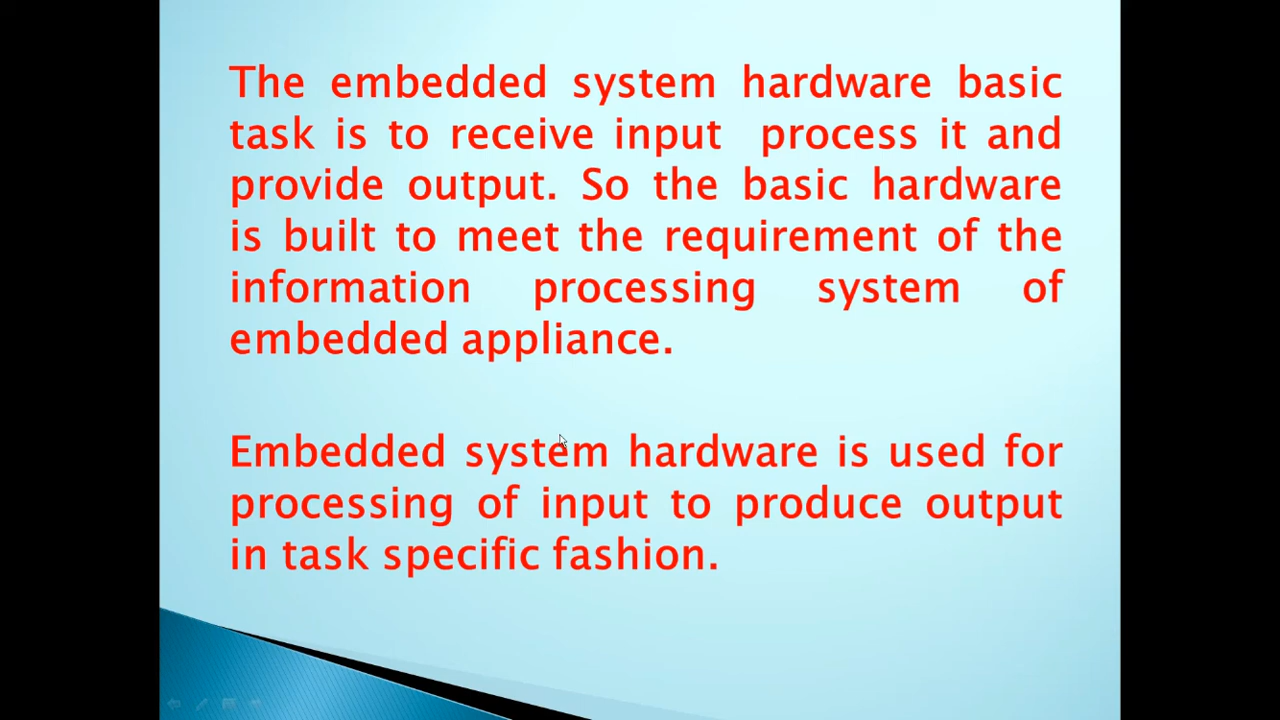 The embedded system hardware basic
task is to receive input process it and
provide output. So the basic hardware
is built to meet the requirement of the
information processing system of
embedded appliance.
Embedded system hardware is used for
processing of input to produce output
in task specific fashion.